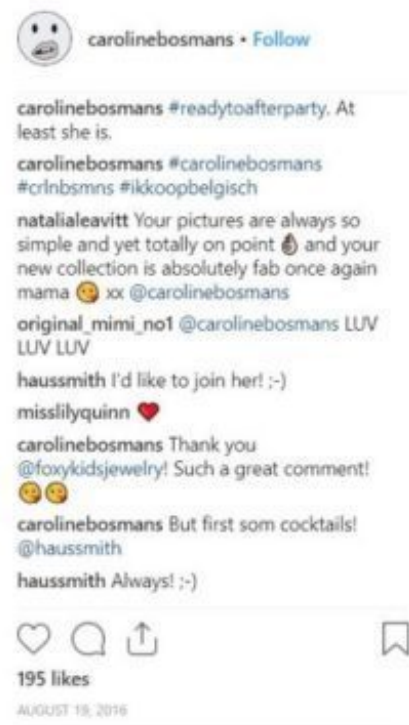 carolinebosmans • Follow
carolinebosmans #readytoafterparty. At
least she is.
carolinebosmans #carolinebosmans
#crlnbsmns #ikkoopbelgisch
natalialeavitt Your pictures are always so
simple and yet totally on point 👌🏿 and your
new collection is absolutely fab once again
mama 😘 xx @carolinebosmans
original_mimi_no1 @carolinebosmans LUV
LUV LUV
haussmith I'd like to join her! ;-)
misslilyquinn ❤
carolinebosmans Thank you
@foxykidsjewelry! Such a great comment!
😘😘
carolinebosmans But first som cocktails!
@haussmith
haussmith Always! ;-)
195 likes
AUGUST 19, 2016